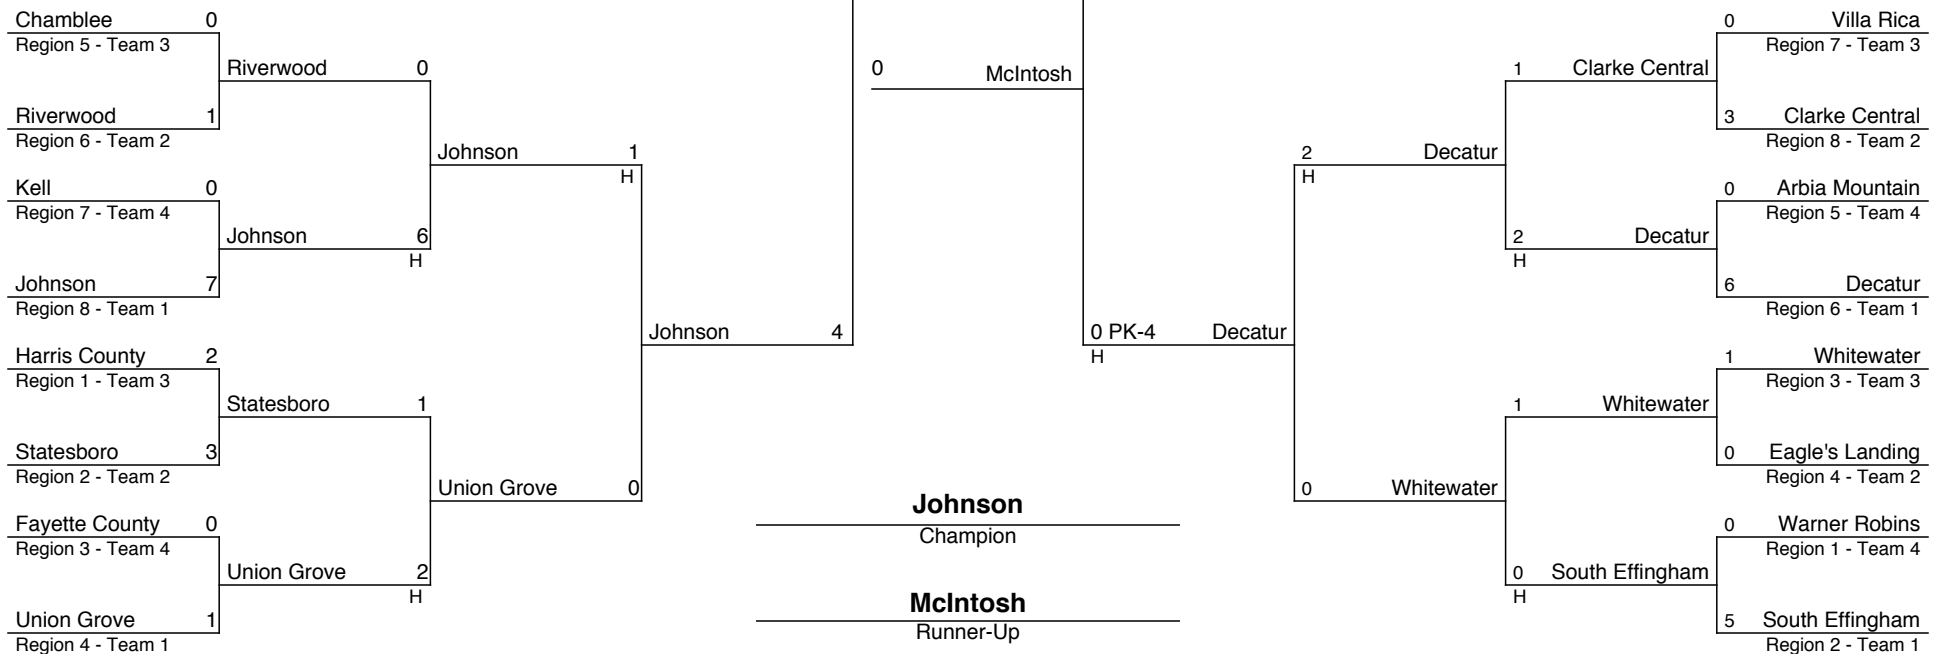 Chamblee 0
Region 5 - Team 3
Riverwood 1
Region 6 - Team 2
Kell 0
Region 7 - Team 4
Johnson 7
Region 8 - Team 1
Harris County 2
Region 1 - Team 3
Statesboro 3
Region 2 - Team 2
Fayette County 0
Region 3 - Team 4
Union Grove 1
Region 4 - Team 1
Riverwood 0
Johnson 6
H
Statesboro 1
Union Grove 2
H
Johnson 1
H
Union Grove 0
Johnson 4
0 McIntosh
Johnson
Champion
McIntosh
Runner-Up
0 PK-4 Decatur
H
2 Decatur
H
0 Whitewater
1 Clarke Central
2 Decatur
H
1 Whitewater
0 South Effingham
H
0 Villa Rica
Region 7 - Team 3
3 Clarke Central
Region 8 - Team 2
0 Arbia Mountain
Region 5 - Team 4
6 Decatur
Region 6 - Team 1
1 Whitewater
Region 3 - Team 3
0 Eagle's Landing
Region 4 - Team 2
0 Warner Robins
Region 1 - Team 4
5 South Effingham
Region 2 - Team 1